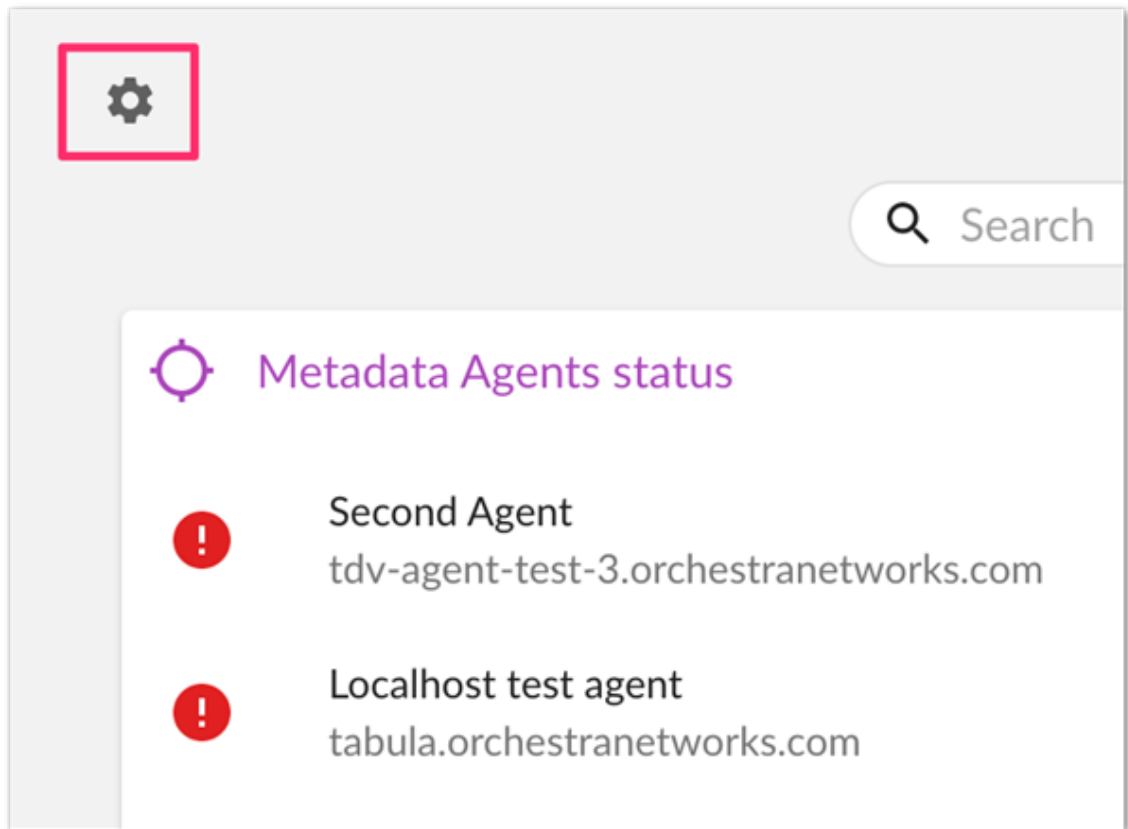 Search
Metadata Agents status
Second Agent
tdv-agent-test-3.orchestranetworks.com
Localhost test agent
tabula.orchestranetworks.com